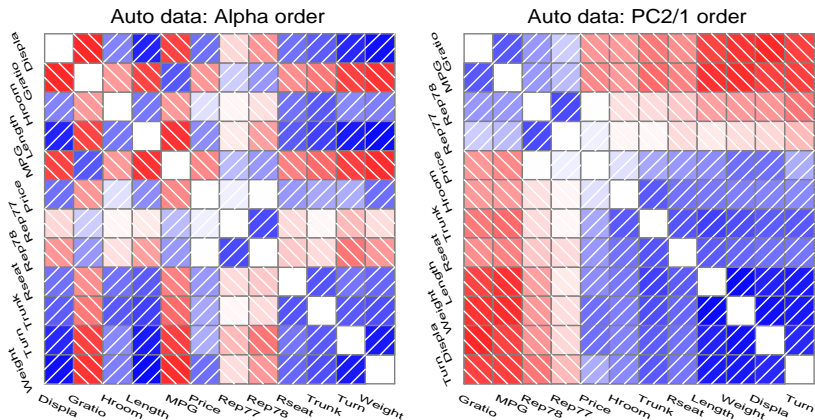 Auto data: Alpha order
Displa
Gratio
Hroom
Length
MPG
Price
Rep77
Rep78
Rseat
Trunk
Turn
Weight
Displa
Gratio
Hroom
Length
MPG
Price
Rep77
Rep78
Rseat
Trunk
Turn
Weight
Auto data: PC2/1 order
Gratio
MPG
Rep78
Rep77
Price
Hroom
Trunk
Rseat
Length
Weight
Displa
Turn
Gratio
MPG
Rep78
Rep77
Price
Hroom
Trunk
Rseat
Length
Weight
Displa
Turn